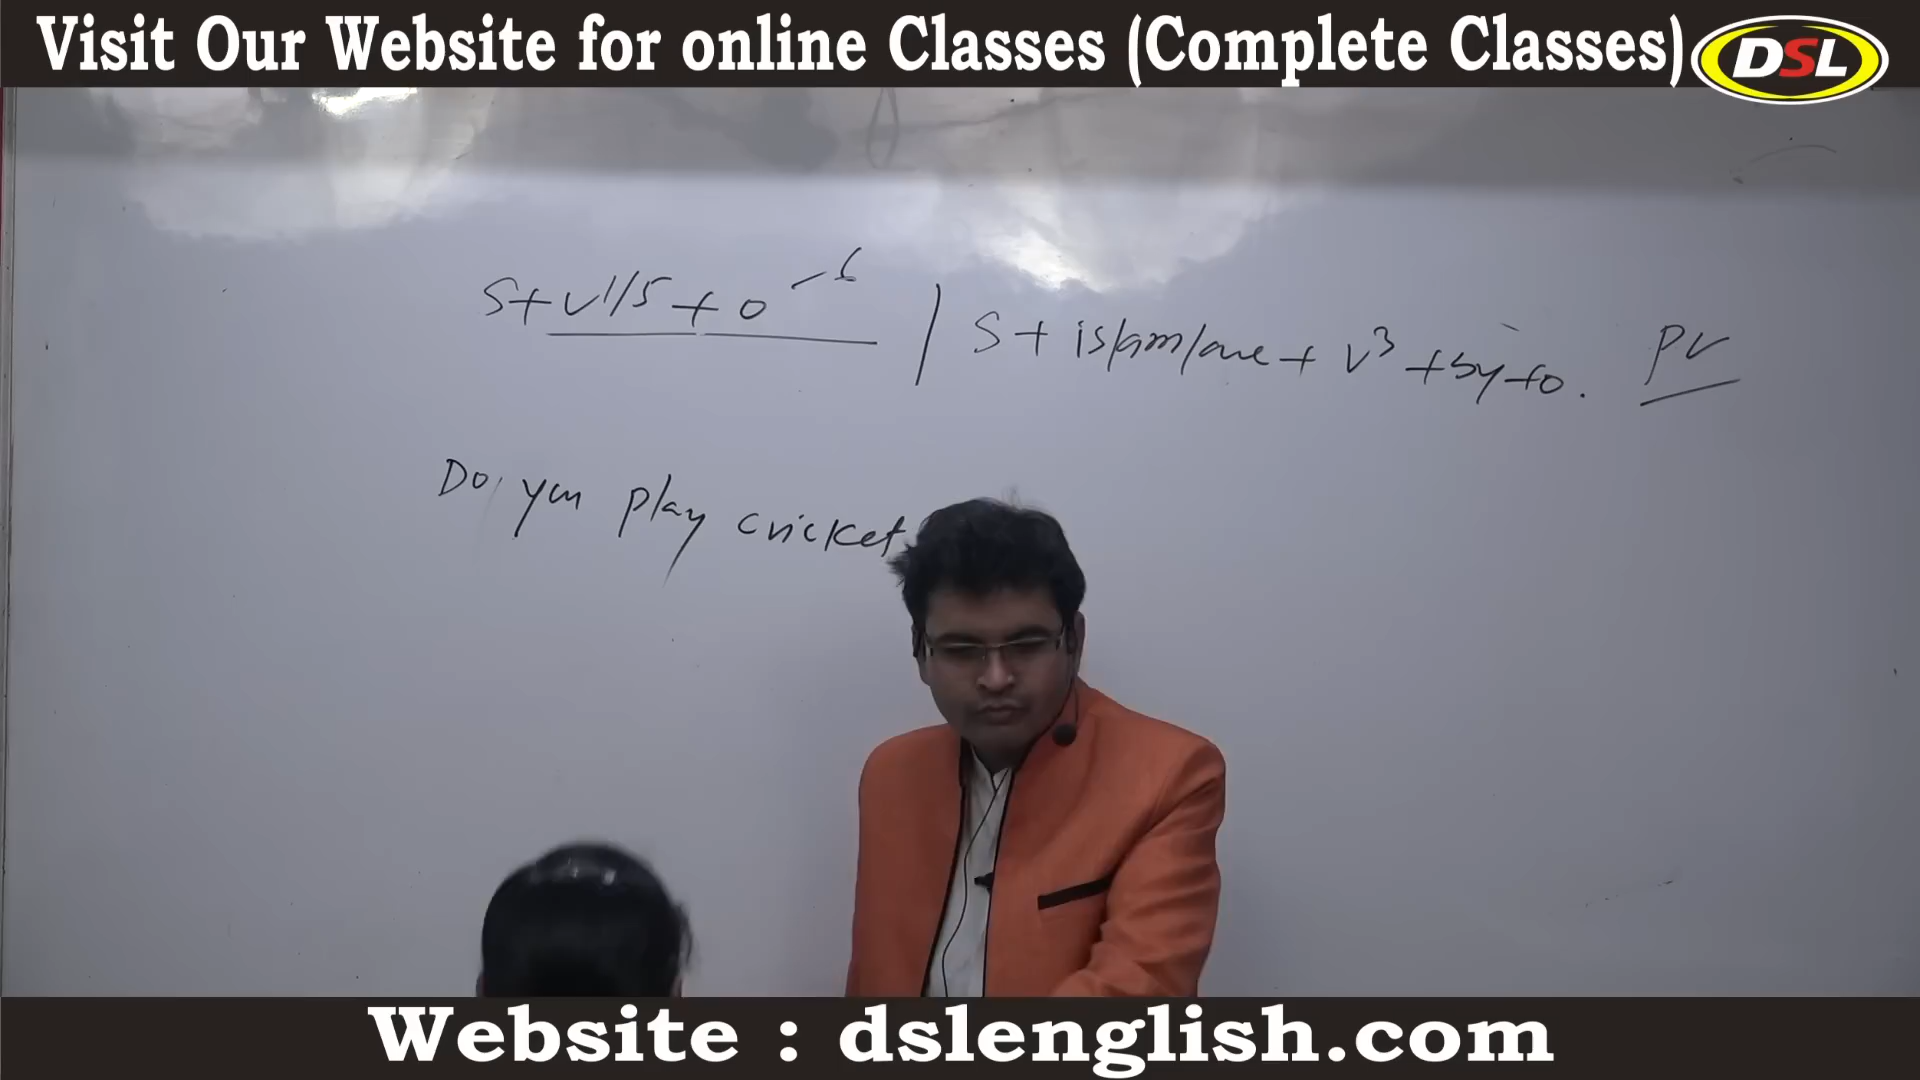 Visit Our Website for online Classes (Complete Classes)
DSL
S+V1/5+O
S + is/am/are + V3 + by + o. PV
Do you play cricket
Website : dslenglish.com